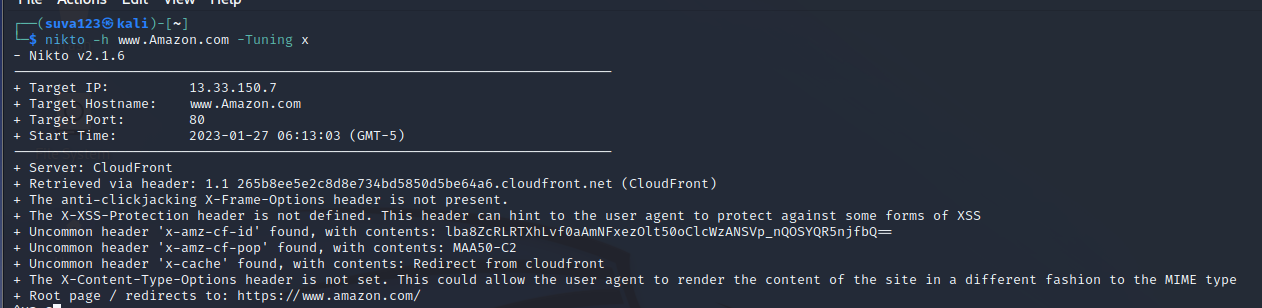 Actions Edit View Help
┌──(suva123㉿kali)-[~]
└─$ nikto -h www.Amazon.com -Tuning x
- Nikto v2.1.6
---------------------------------------------------------------------------
+ Target IP: 13.33.150.7
+ Target Hostname: www.Amazon.com
+ Target Port: 80
+ Start Time: 2023-01-27 06:13:03 (GMT-5)
---------------------------------------------------------------------------
+ Server: CloudFront
+ Retrieved via header: 1.1 265b8ee5e2c8d8e734bd5850d5be64a6.cloudfront.net (CloudFront)
+ The anti-clickjacking X-Frame-Options header is not present.
+ The X-XSS-Protection header is not defined. This header can hint to the user agent to protect against some forms of XSS
+ Uncommon header 'x-amz-cf-id' found, with contents: lba8ZcRLRTXhLvf0aAmNFxezOlt50oClcWzANSVp_nQOSYQR5njfbQ==
+ Uncommon header 'x-amz-cf-pop' found, with contents: MAA50-C2
+ Uncommon header 'x-cache' found, with contents: Redirect from cloudfront
+ The X-Content-Type-Options header is not set. This could allow the user agent to render the content of the site in a different fashion to the MIME type
+ Root page / redirects to: https://www.amazon.com/